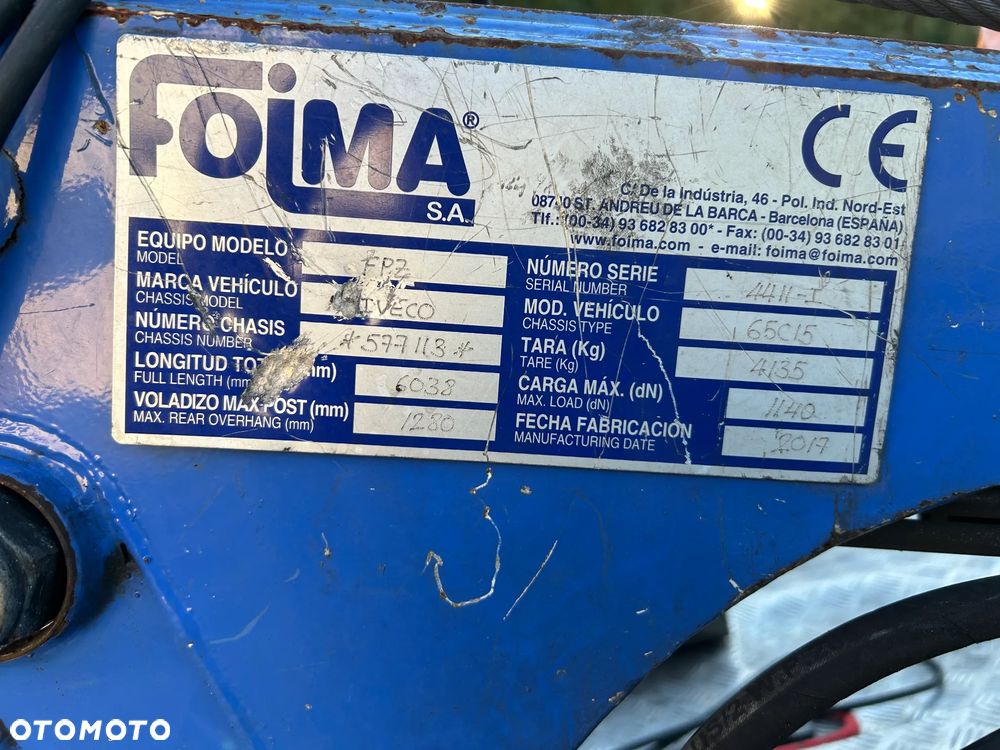 FOIMA®
S.A.
CE
C/ De la Indústria, 46 - Pol. Ind. Nord-Est
ST. ANDREU DE LA BARCA - Barcelona (ESPAÑA)
Tlf.: (00-34) 93 682 83 00* - Fax: (00-34) 93 682 83 01
www.foima.com - e-mail: foima@foima.com
EQUIPO MODELO FPZ
MODEL
MARCA VEHÍCULO IVECO
CHASSIS MODEL
NÚMERO CHASIS *577113*
CHASSIS NUMBER
LONGITUD (mm) 6038
FULL LENGTH (mm)
VOLADIZO MAX POST (mm) 1280
MAX. REAR OVERHANG (mm)
NÚMERO SERIE 4411-I
SERIAL NUMBER
MOD. VEHÍCULO 65C15
CHASSIS TYPE
TARA (Kg) 4135
TARE (Kg)
CARGA MÁX. (dN) 1140
MAX. LOAD (dN)
FECHA FABRICACIÓN 2017
MANUFACTURING DATE
OTOMOTO